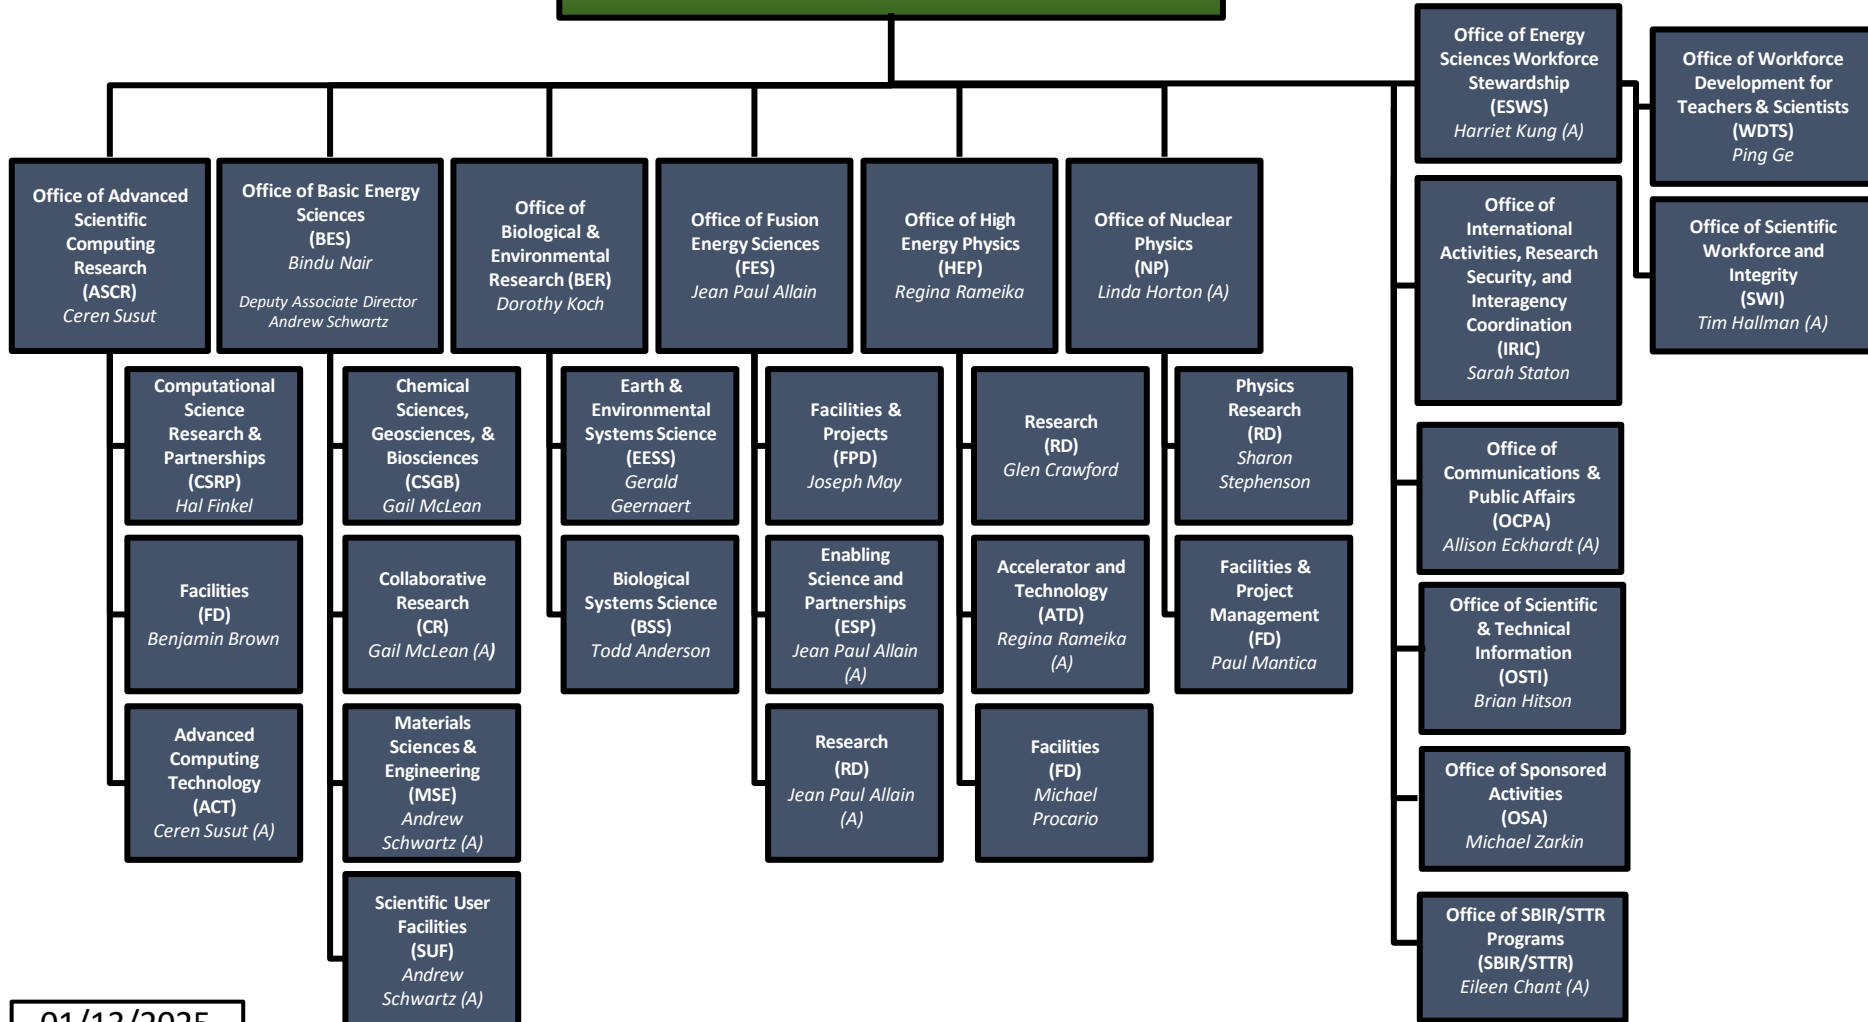 Office of Energy
Sciences Workforce
Stewardship
(ESWS)
Harriet Kung (A)
Office of Workforce
Development for
Teachers & Scientists
(WDTS)
Ping Ge
Office of Scientific
Workforce and
Integrity
(SWI)
Tim Hallman (A)
Office of
International
Activities, Research
Security, and
Interagency
Coordination
(IRIC)
Sarah Staton
Office of
Communications &
Public Affairs
(OCPA)
Allison Eckhardt (A)
Office of Scientific
& Technical
Information
(OSTI)
Brian Hitson
Office of Sponsored
Activities
(OSA)
Michael Zarkin
Office of SBIR/STTR
Programs
(SBIR/STTR)
Eileen Chant (A)
Office of Advanced
Scientific
Computing
Research
(ASCR)
Ceren Susut
Computational
Science
Research &
Partnerships
(CSRP)
Hal Finkel
Facilities
(FD)
Benjamin Brown
Advanced
Computing
Technology
(ACT)
Ceren Susut (A)
Office of Basic Energy
Sciences
(BES)
Bindu Nair
Deputy Associate Director
Andrew Schwartz
Chemical
Sciences,
Geosciences, &
Biosciences
(CSGB)
Gail McLean
Collaborative
Research
(CR)
Gail McLean (A)
Materials
Sciences &
Engineering
(MSE)
Andrew
Schwartz (A)
Scientific User
Facilities
(SUF)
Andrew
Schwartz (A)
Office of
Biological &
Environmental
Research (BER)
Dorothy Koch
Earth &
Environmental
Systems Science
(EESS)
Gerald
Geernaert
Biological
Systems Science
(BSS)
Todd Anderson
Office of Fusion
Energy Sciences
(FES)
Jean Paul Allain
Facilities &
Projects
(FPD)
Joseph May
Enabling
Science and
Partnerships
(ESP)
Jean Paul Allain
(A)
Research
(RD)
Jean Paul Allain
(A)
Office of High
Energy Physics
(HEP)
Regina Rameika
Research
(RD)
Glen Crawford
Accelerator and
Technology
(ATD)
Regina Rameika
(A)
Facilities
(FD)
Michael
Procario
Office of Nuclear
Physics
(NP)
Linda Horton (A)
Physics
Research
(RD)
Sharon
Stephenson
Facilities &
Project
Management
(FD)
Paul Mantica
01/13/2025